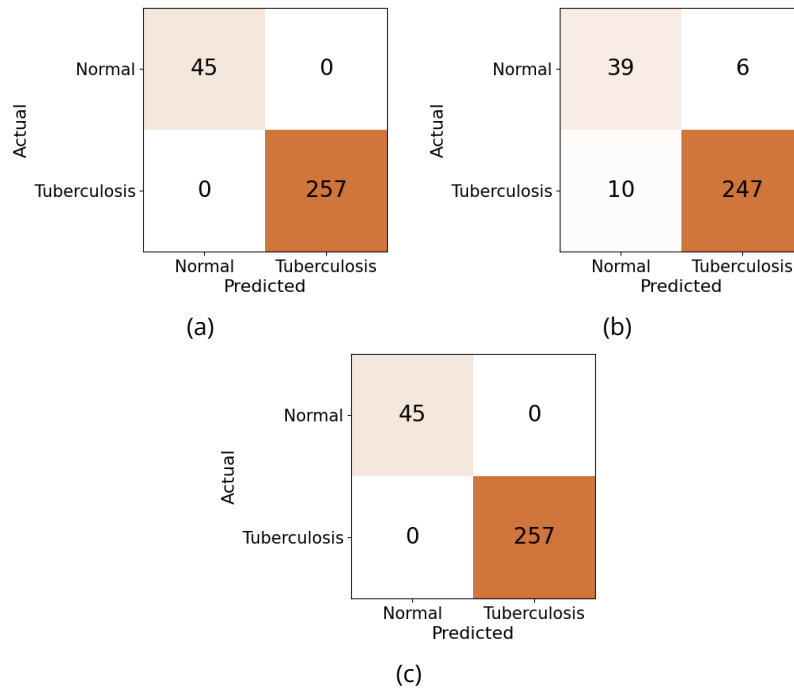 Actual
Normal 45 0
Tuberculosis 0 257
Normal Tuberculosis
Predicted
(a)
Actual
Normal 39 6
Tuberculosis 10 247
Normal Tuberculosis
Predicted
(b)
Actual
Normal 45 0
Tuberculosis 0 257
Normal Tuberculosis
Predicted
(c)